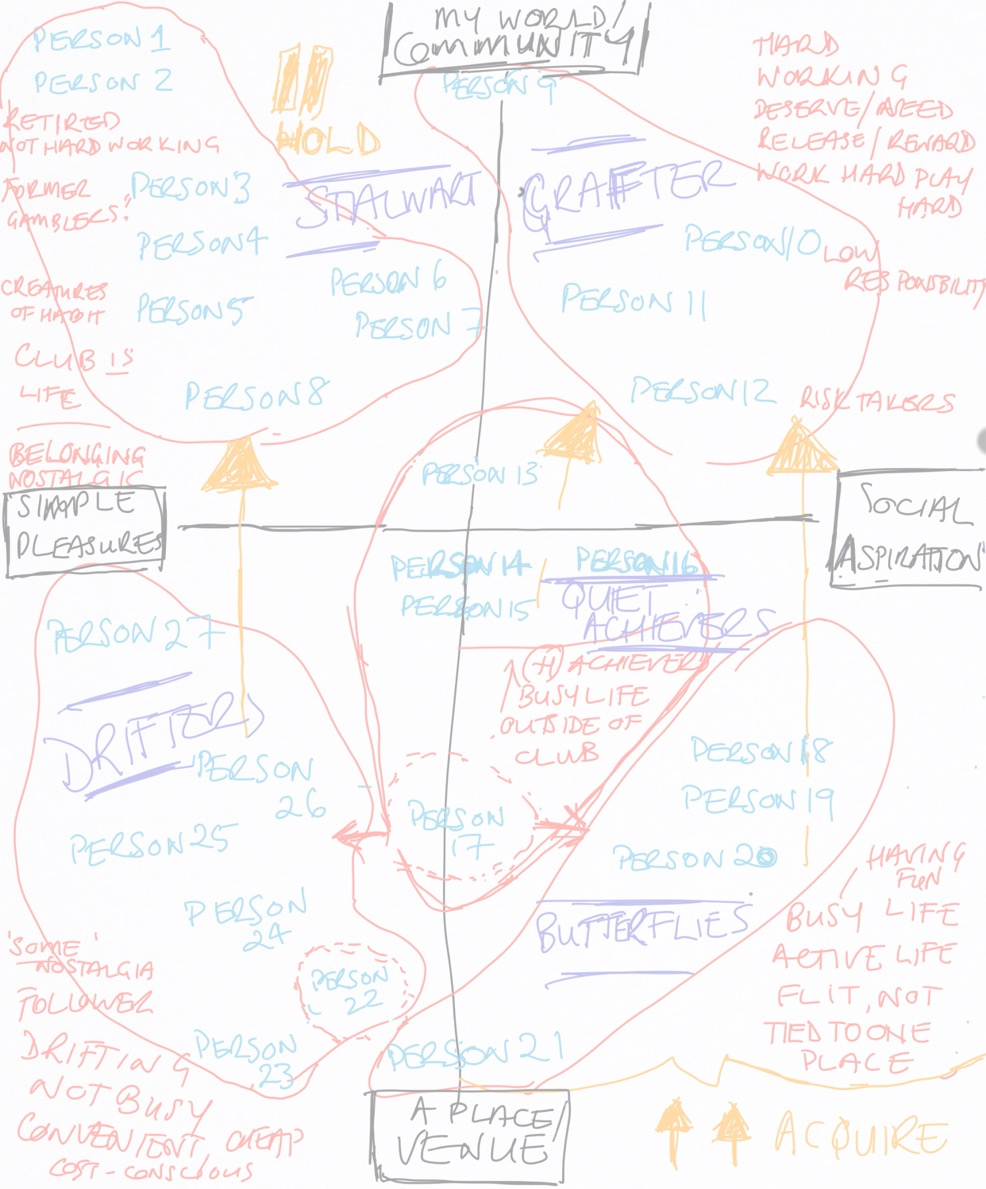 MY WORLD/
COMMUNITY
PERSON 1
PERSON 2
RETIRED
NOT HARD WORKING
FORMER
GAMBLERS?
PERSON 3
PERSON 4
CREATURES
OF HABIT
PERSON 5
PERSON 6
PERSON 7
CLUB IS
LIFE
PERSON 8
BELONGING
NOSTALGIC
HOLD
STALWART
PERSON 9
GRAFTER
HARD
WORKING
DESERVE/NEED
RELEASE/REWARD
WORK HARD PLAY
HARD
PERSON 10
LOW
RESPONSIBILITY
PERSON 11
PERSON 12
RISK TAKERS
SIMPLE
PLEASURES
SOCIAL
ASPIRATION
PERSON 13
PERSON 14
PERSON 15
PERSON 16
QUIET
ACHIEVERS
(H) ACHIEVERS
BUSY LIFE
OUTSIDE OF
CLUB
PERSON
17
PERSON 27
DRIFTERS
PERSON
26
PERSON 25
PERSON
24
PERSON
22
PERSON
23
'SOME'
NOSTALGIA
FOLLOWER
DRIFTING
NOT BUSY
CONVENIENT, CHEAP
COST-CONSCIOUS
PERSON 18
PERSON 19
PERSON 20
BUTTERFLIES
PERSON 21
HAVING
FUN
BUSY LIFE
ACTIVE LIFE
FLIT, NOT
TIED TO ONE
PLACE
A PLACE/
VENUE
ACQUIRE